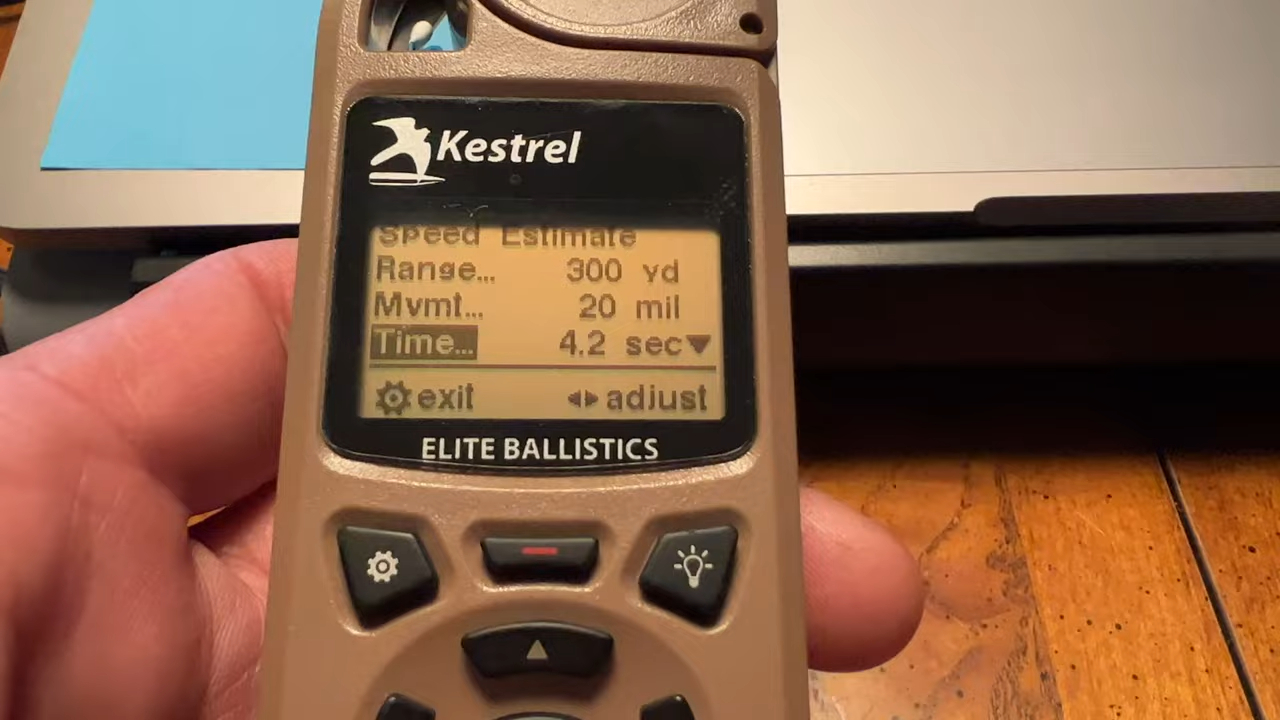 Kestrel
Speed Estimate
Range... 300 yd
Mvmt... 20 mil
Time... 4.2 sec
exit adjust
ELITE BALLISTICS